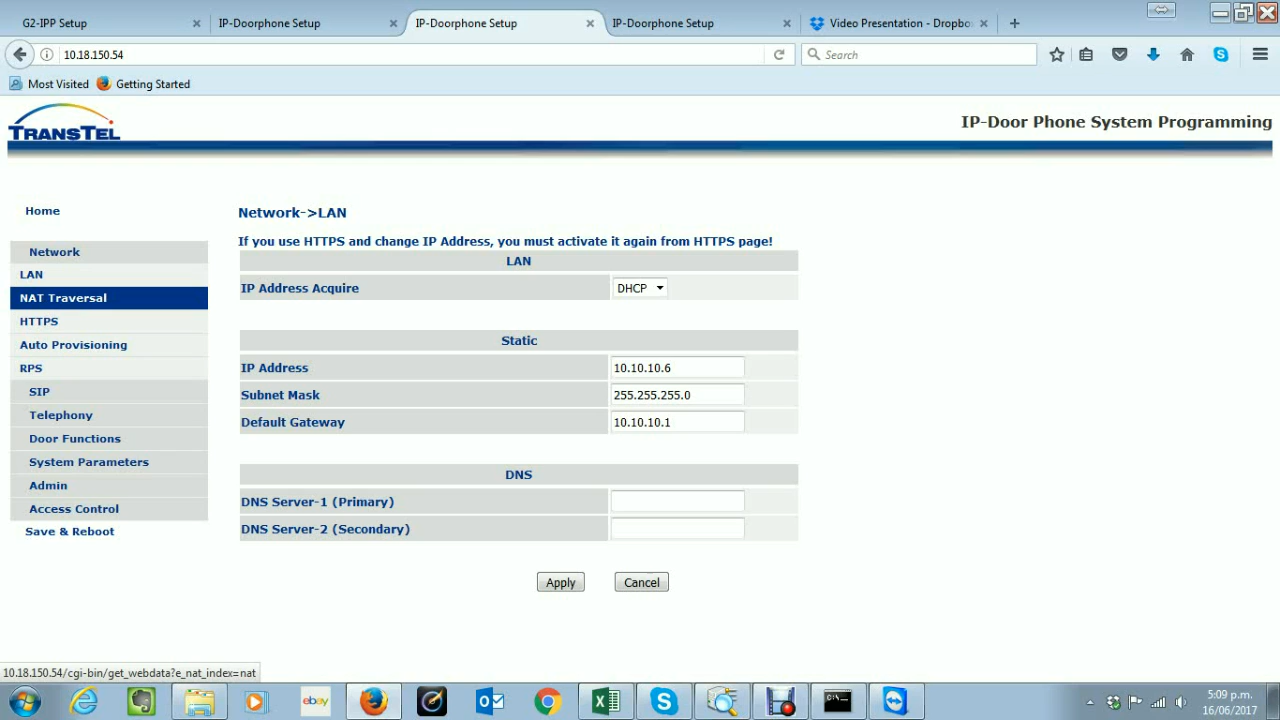 G2-IPP Setup
IP-Doorphone Setup
IP-Doorphone Setup
IP-Doorphone Setup
Video Presentation - Dropbo
10.18.150.54
Search
Most Visited
Getting Started
TRANSTEL
IP-Door Phone System Programming
Home
Network
LAN
NAT Traversal
HTTPS
Auto Provisioning
RPS
SIP
Telephony
Door Functions
System Parameters
Admin
Access Control
Save & Reboot
Network->LAN
If you use HTTPS and change IP Address, you must activate it again from HTTPS page!
LAN
IP Address Acquire DHCP
Static
IP Address 10.10.10.6
Subnet Mask 255.255.255.0
Default Gateway 10.10.10.1
DNS
DNS Server-1 (Primary)
DNS Server-2 (Secondary)
Apply Cancel
10.18.150.54/cgi-bin/get_webdata?e_nat_index=nat
ebay
5:09 p.m.
16/06/2017